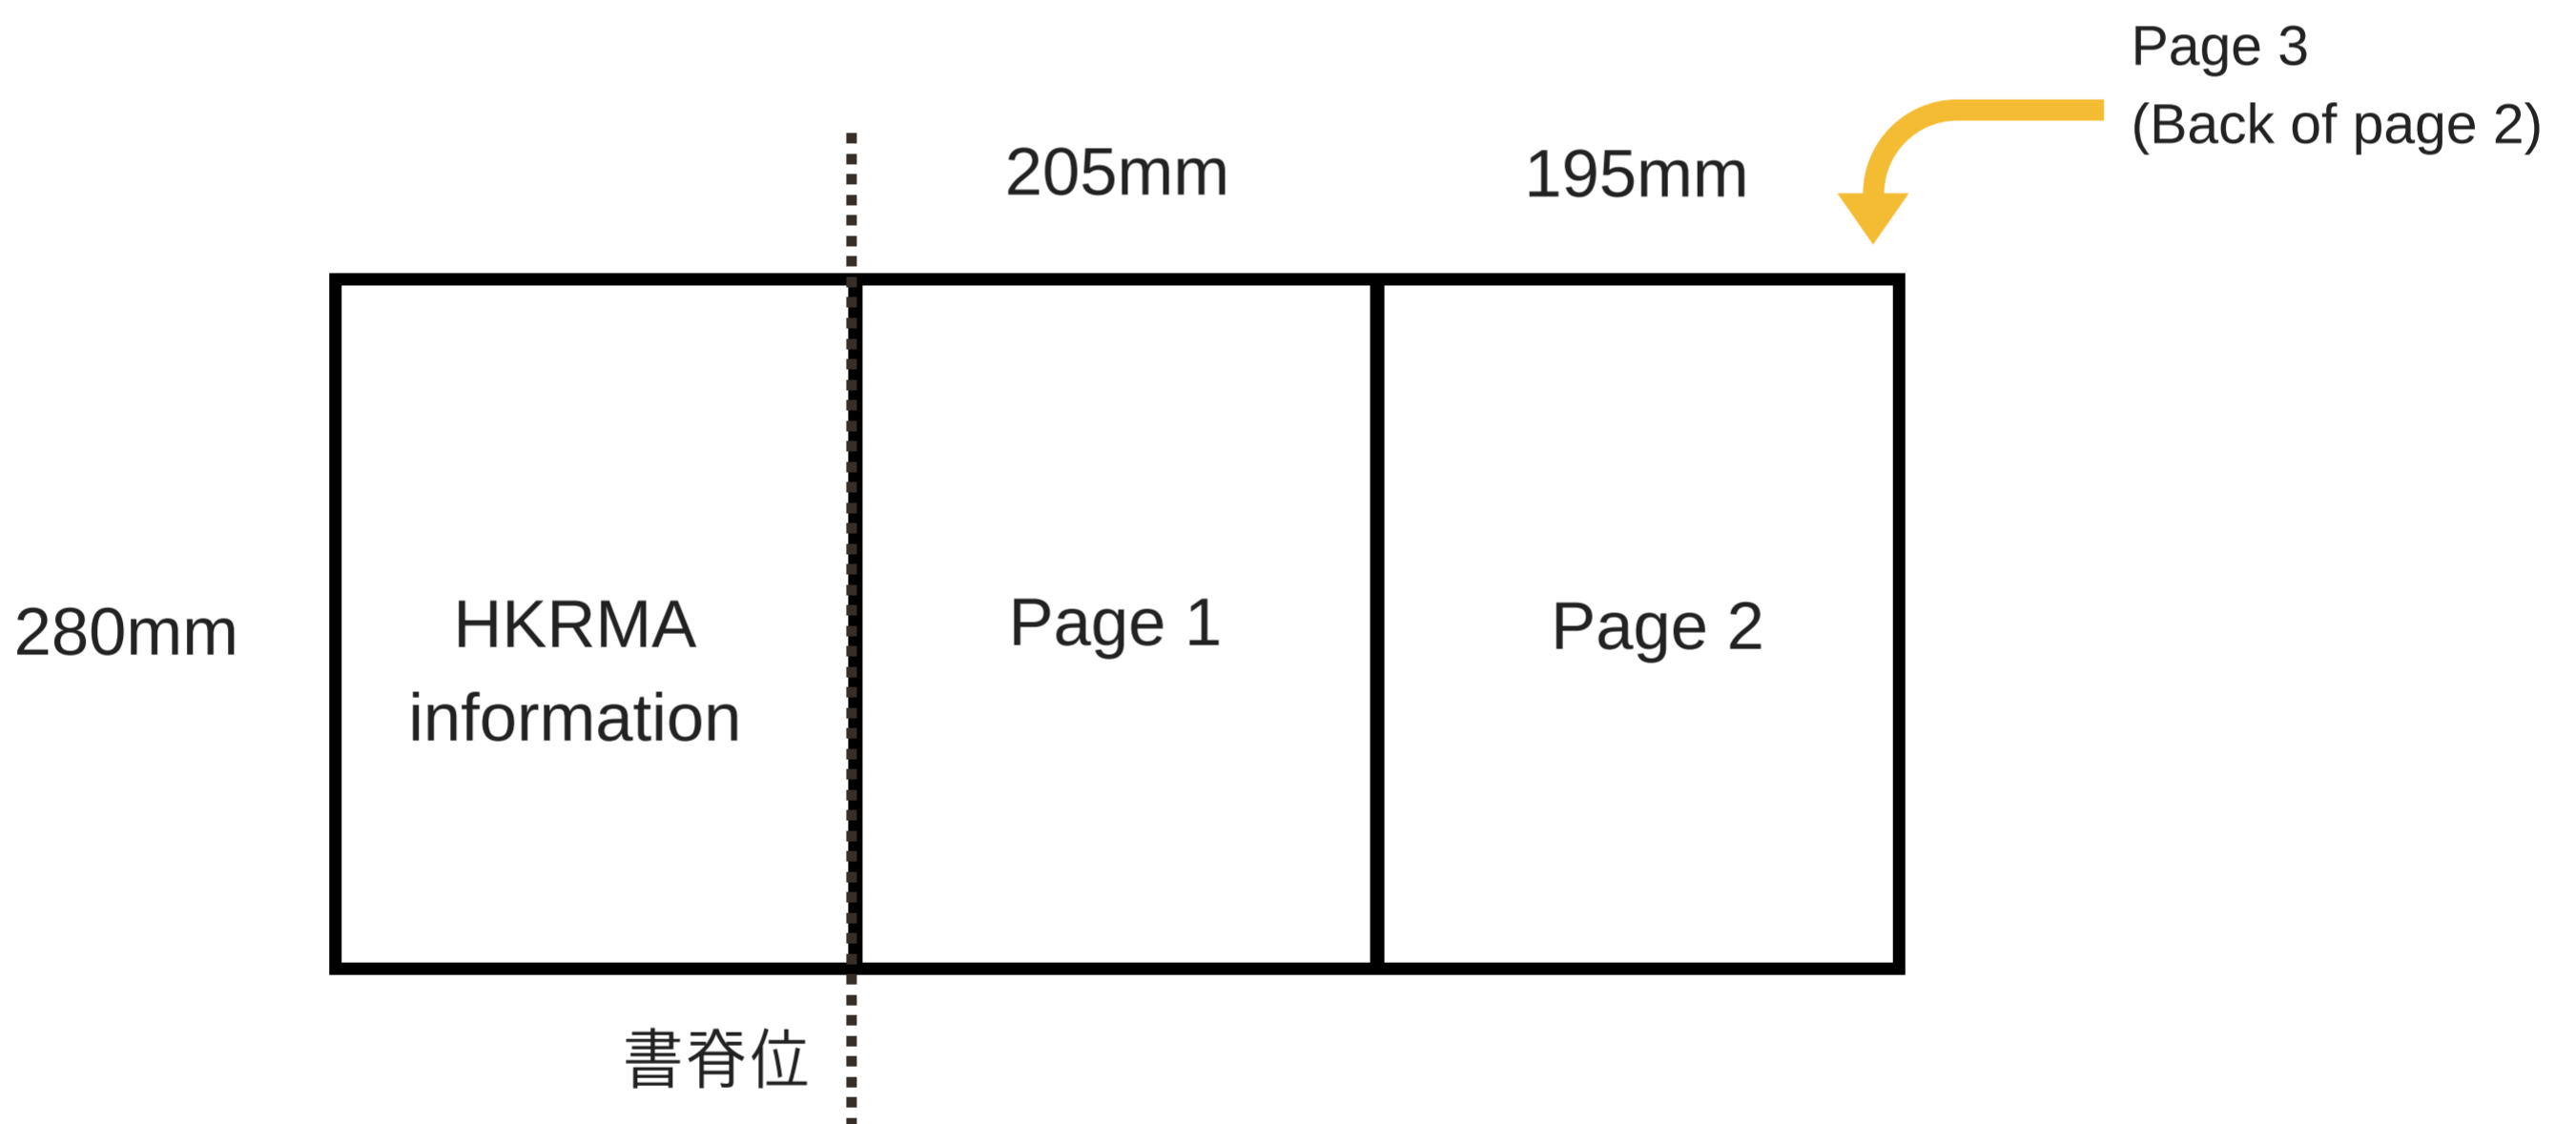 Page 3
(Back of page 2)
205mm
195mm
280mm
HKRMA
information
Page 1
Page 2
書脊位